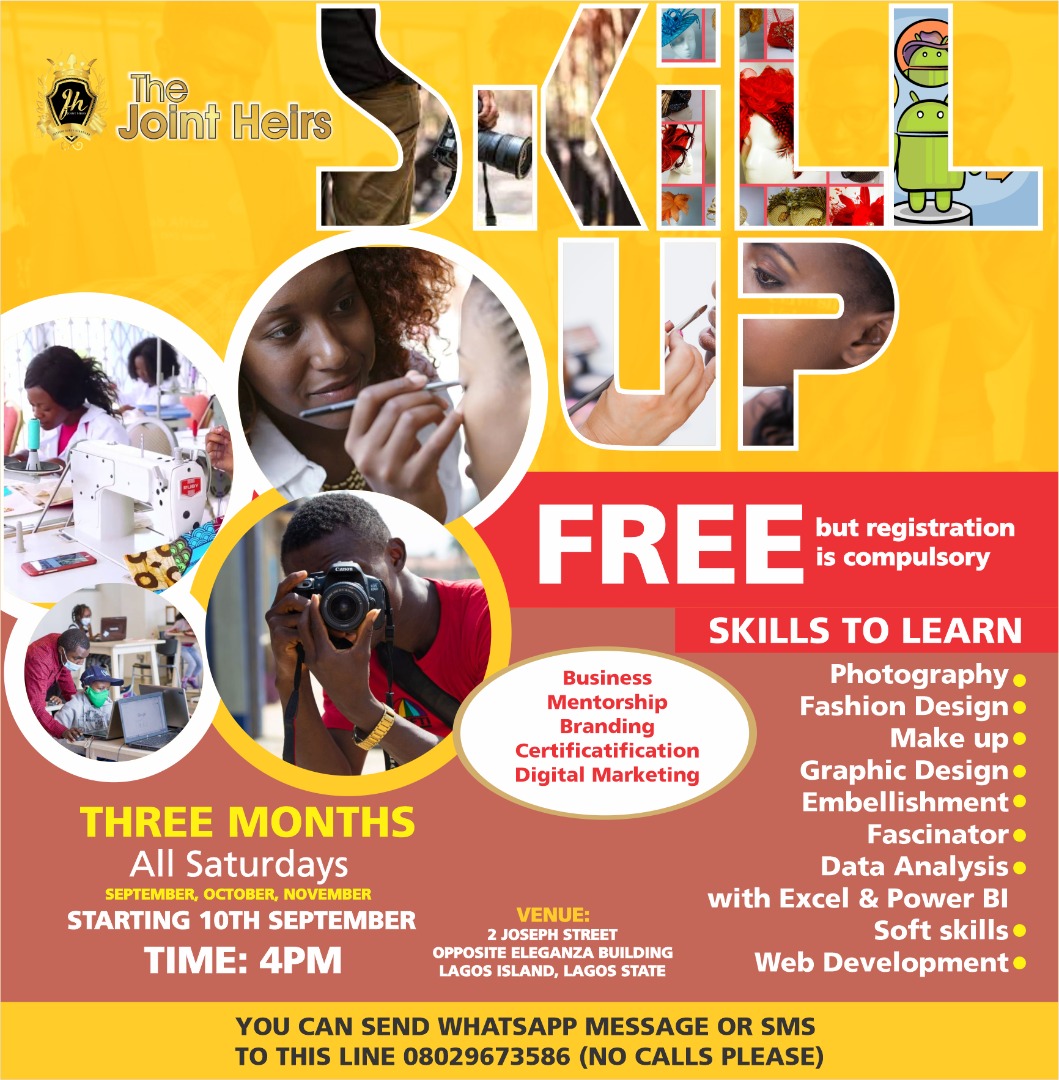 The
Joint Heirs
Jh
SKiLL
UP
FREE
but registration
is compulsory
SKILLS TO LEARN
Photography
Fashion Design
Make up
Graphic Design
Embellishment
Fascinator
Data Analysis
with Excel & Power BI
Soft skills
Web Development
Business
Mentorship
Branding
Certificatification
Digital Marketing
THREE MONTHS
All Saturdays
SEPTEMBER, OCTOBER, NOVEMBER
STARTING 10TH SEPTEMBER
TIME: 4PM
VENUE:
2 JOSEPH STREET
OPPOSITE ELEGANZA BUILDING
LAGOS ISLAND, LAGOS STATE
YOU CAN SEND WHATSAPP MESSAGE OR SMS
TO THIS LINE 08029673586 (NO CALLS PLEASE)
Canon